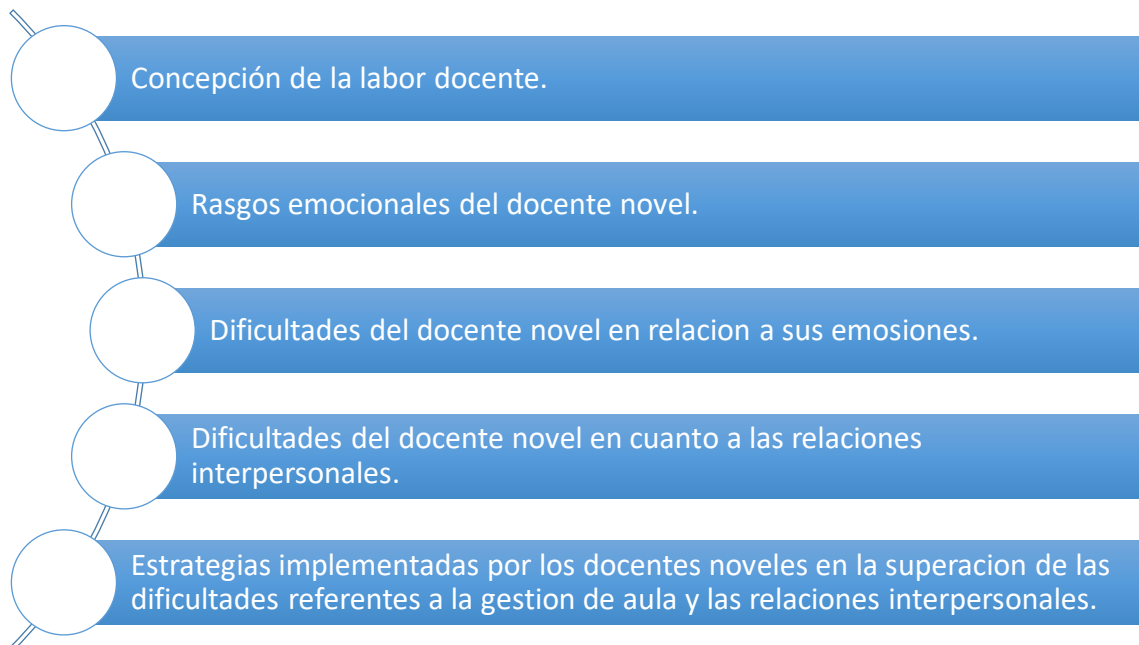 Concepción de la labor docente.
Rasgos emocionales del docente novel.
Dificultades del docente novel en relacion a sus emosiones.
Dificultades del docente novel en cuanto a las relaciones
interpersonales.
Estrategias implementadas por los docentes noveles en la superacion de las
dificultades referentes a la gestion de aula y las relaciones interpersonales.